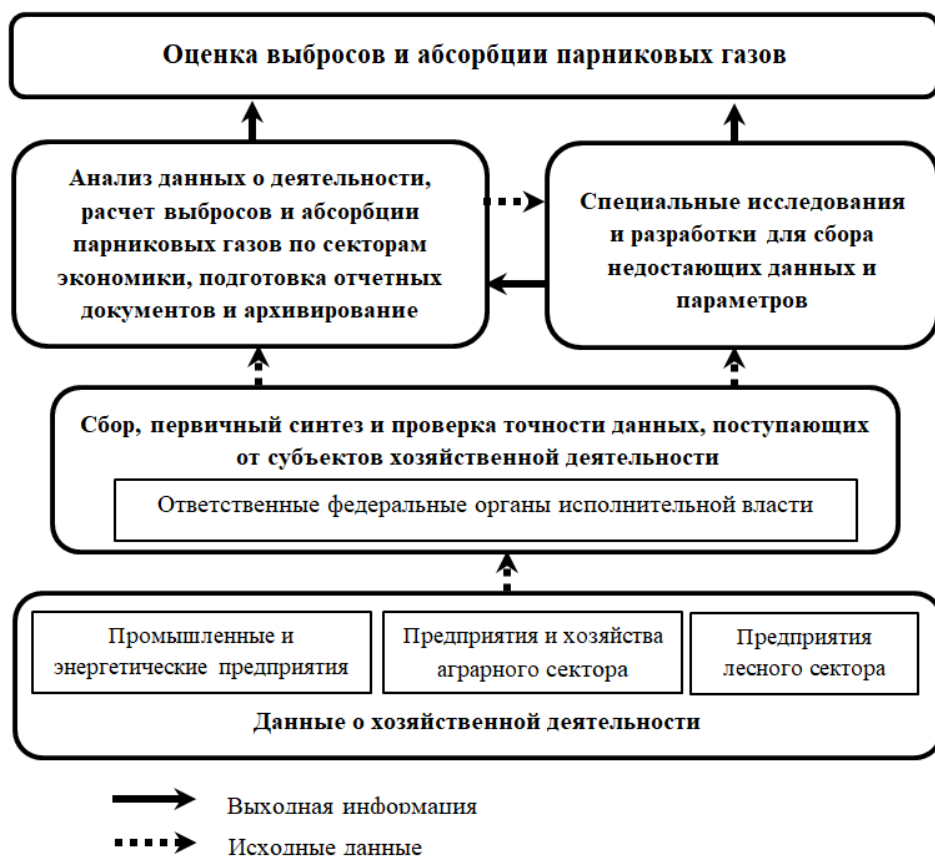 Оценка выбросов и абсорбции парниковых газов
Анализ данных о деятельности,
расчет выбросов и абсорбции
парниковых газов по секторам
экономики, подготовка отчетных
документов и архивирование
Специальные исследования
и разработки для сбора
недостающих данных и
параметров
Сбор, первичный синтез и проверка точности данных, поступающих
от субъектов хозяйственной деятельности
Ответственные федеральные органы исполнительной власти
Промышленные и
энергетические предприятия
Предприятия и хозяйства
аграрного сектора
Предприятия
лесного сектора
Данные о хозяйственной деятельности
Выходная информация
Исходные данные